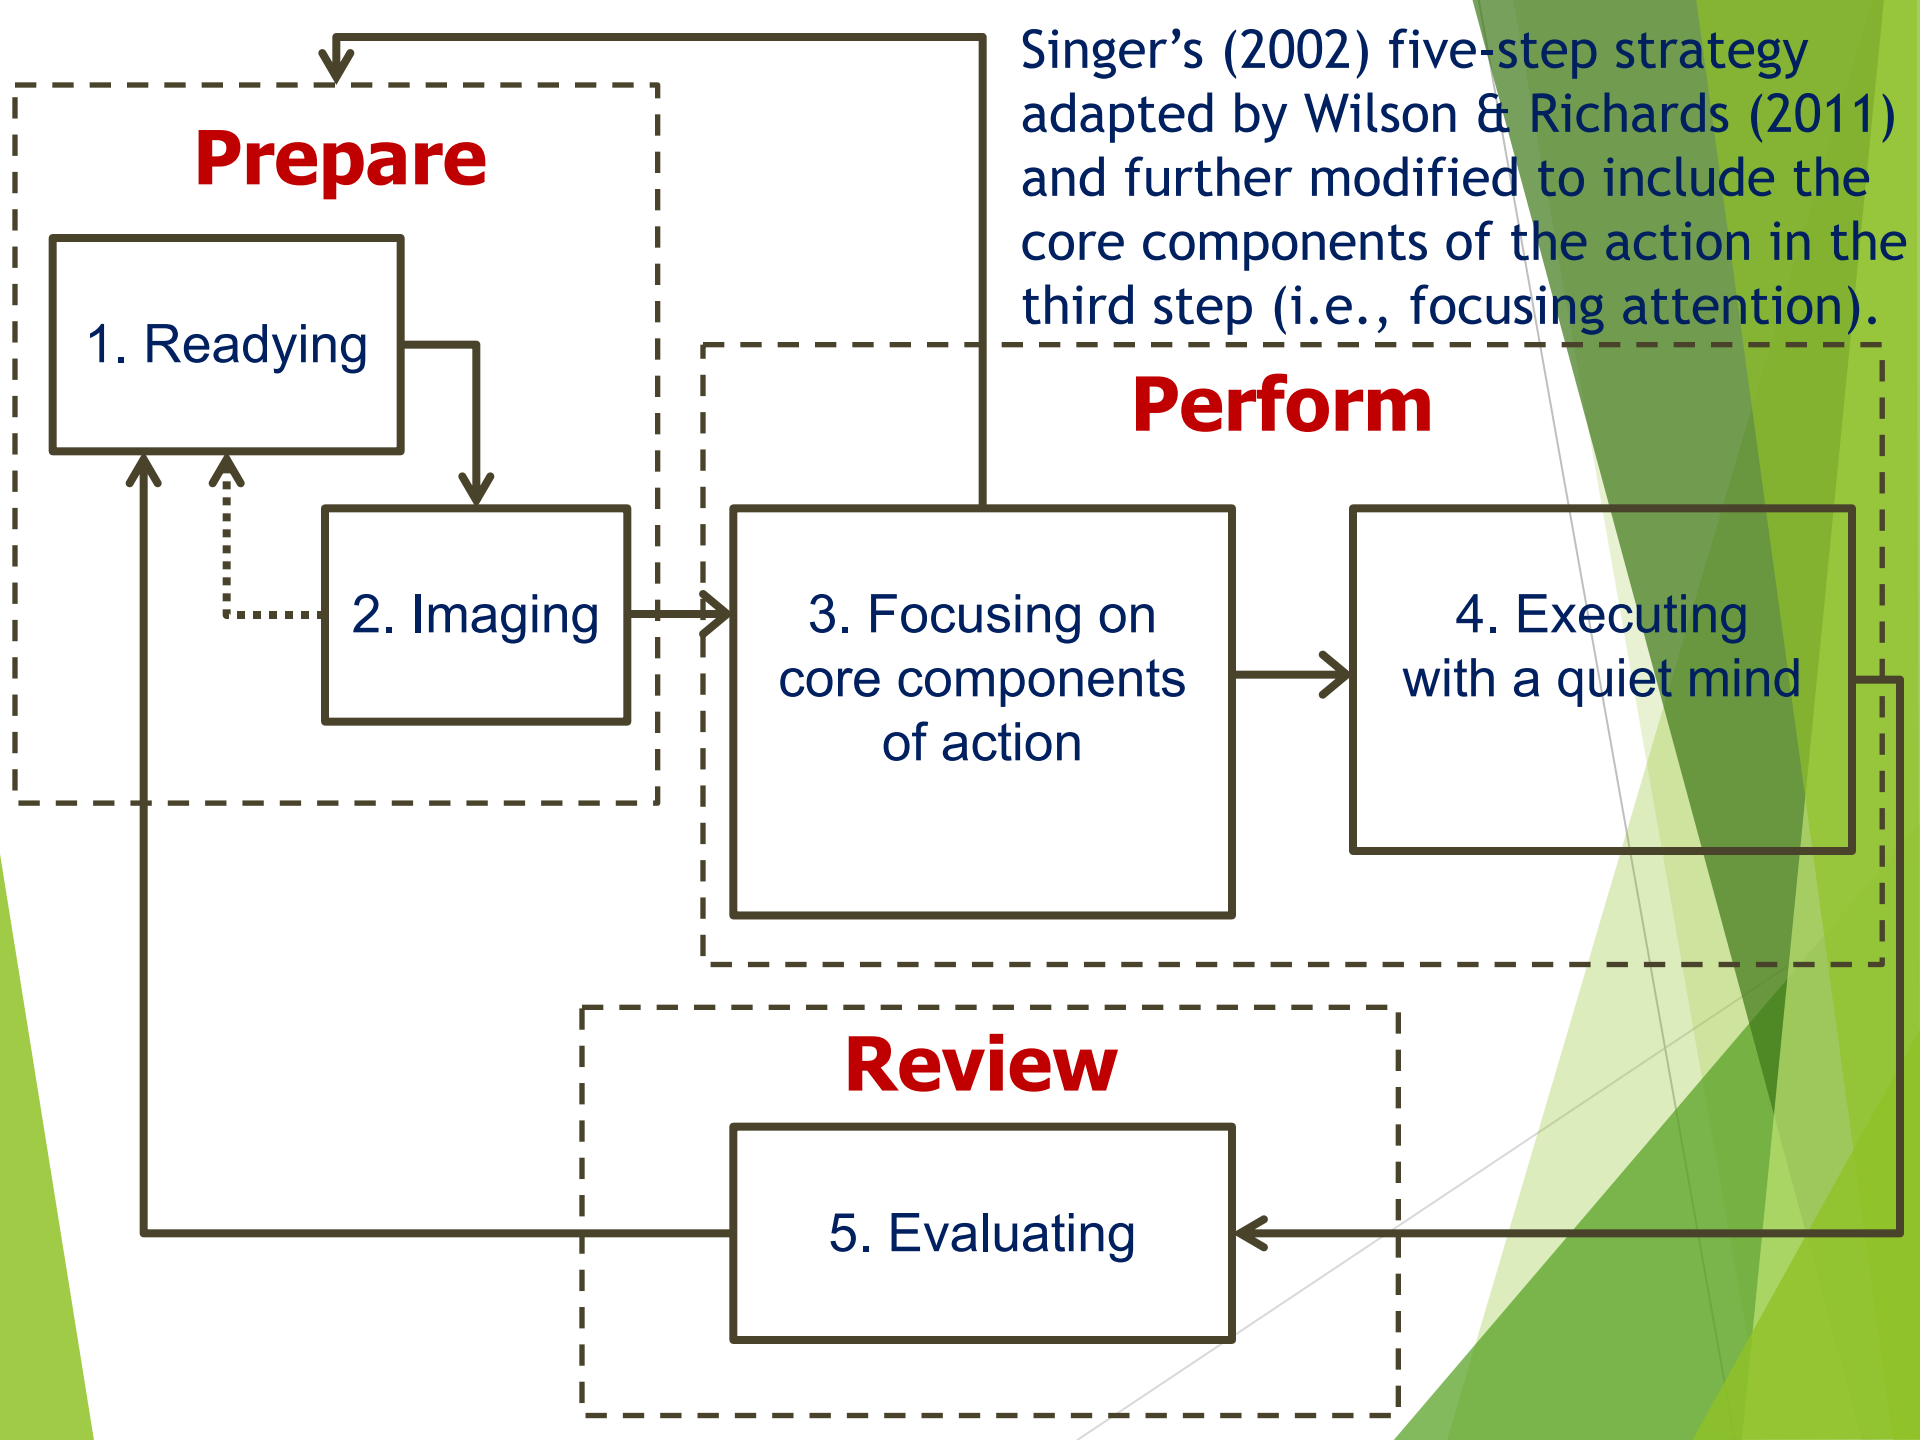 Singer’s (2002) five-step strategy
adapted by Wilson & Richards (2011)
and further modified to include the
core components of the action in the
third step (i.e., focusing attention).
Prepare
1. Readying
2. Imaging
Perform
3. Focusing on
core components
of action
4. Executing
with a quiet mind
Review
5. Evaluating